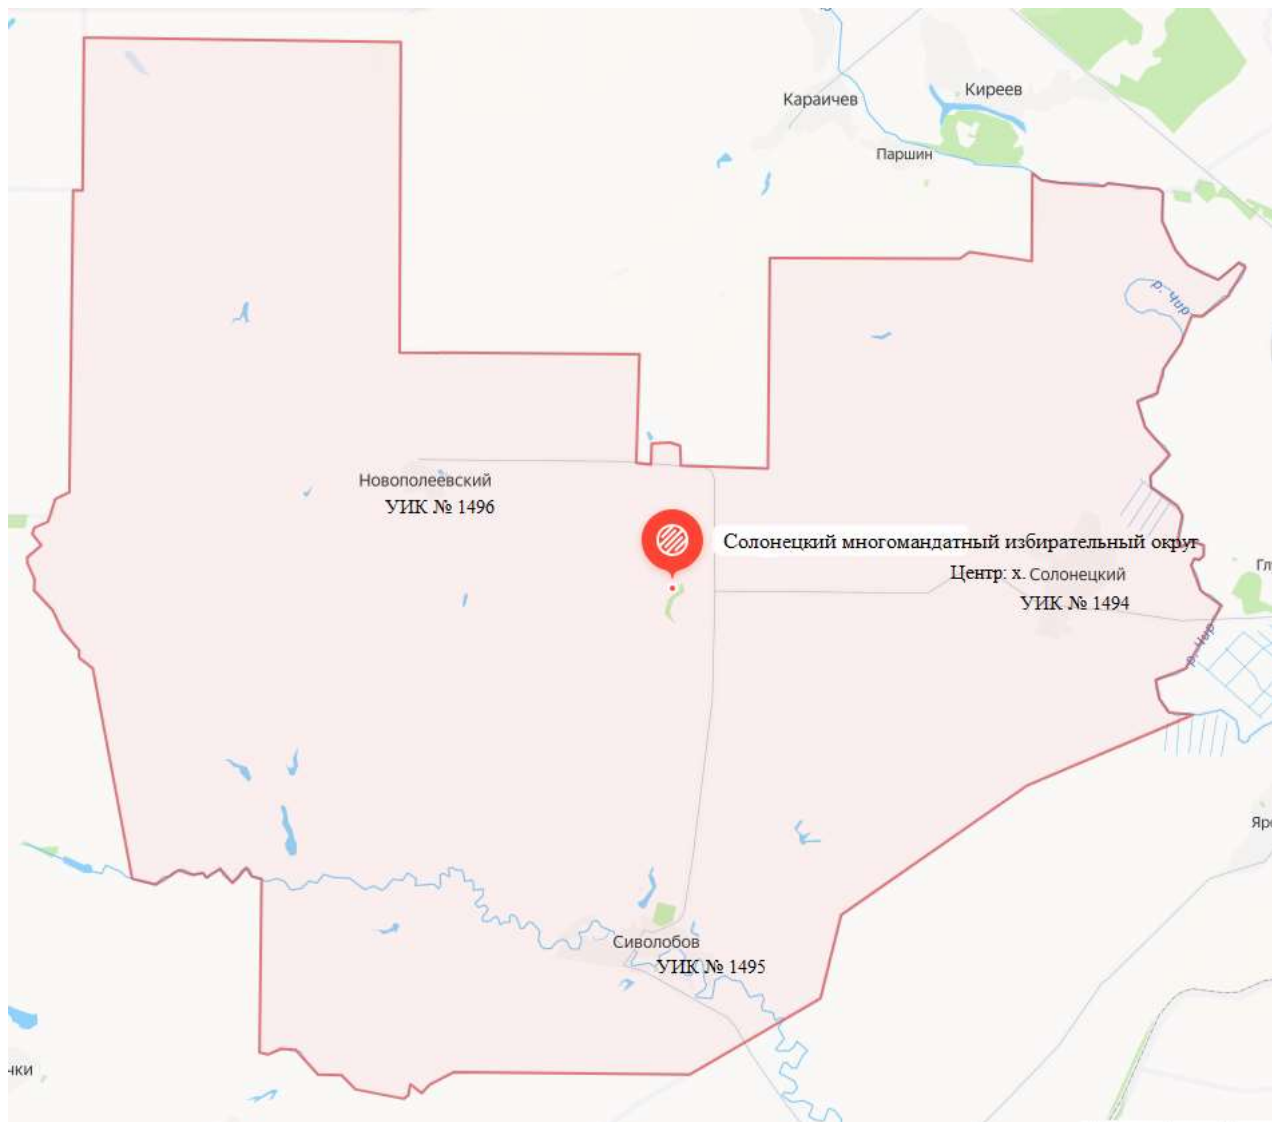 Киреев
Караичев
Паршин
р. Чир
Новополеевский
УИК № 1496
Солонецкий многомандатный избирательный округ
Центр: х. Солонецкий
УИК № 1494
р. Чир
Сиволобов
УИК № 1495